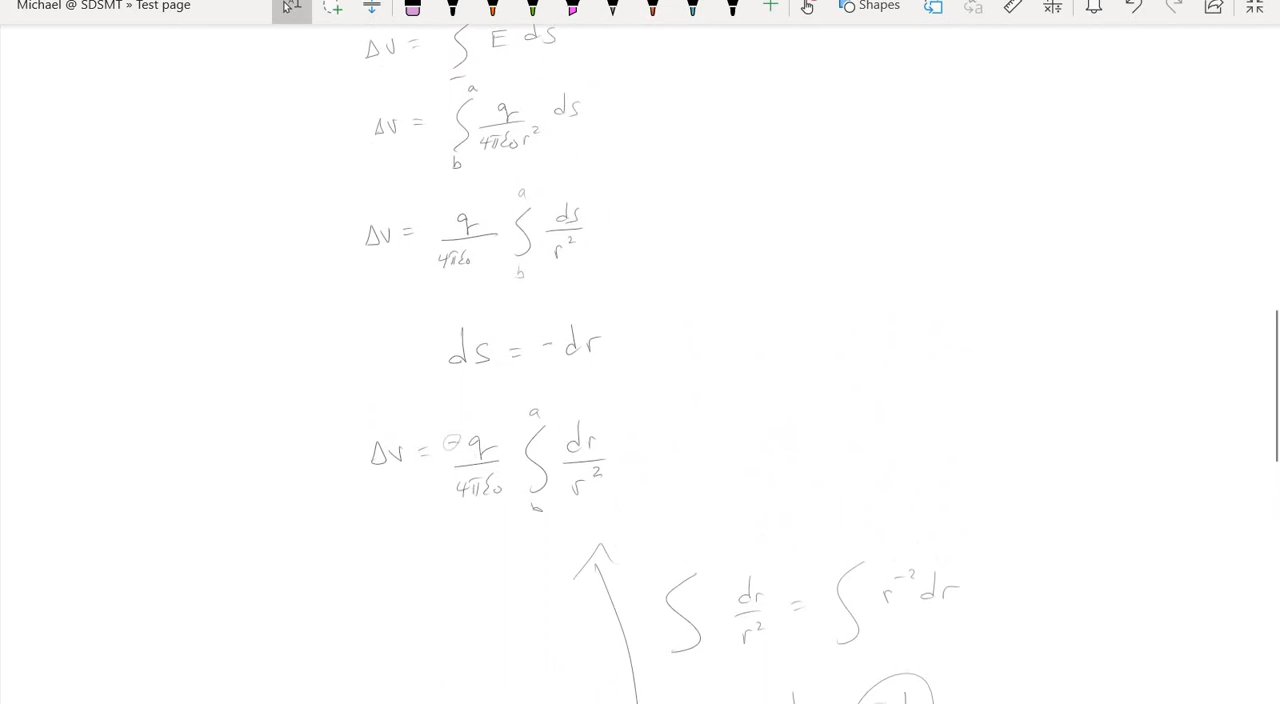 Michael @ SDSMT » Test page
Shapes
ΔV = ∫ E ds
ΔV = ∫_b^a q/(4πε₀r²) ds
ΔV = q/(4πε₀) ∫_b^a ds/r²
ds = -dr
ΔV = -q/(4πε₀) ∫_b^a dr/r²
∫ dr/r² = ∫ r⁻² dr